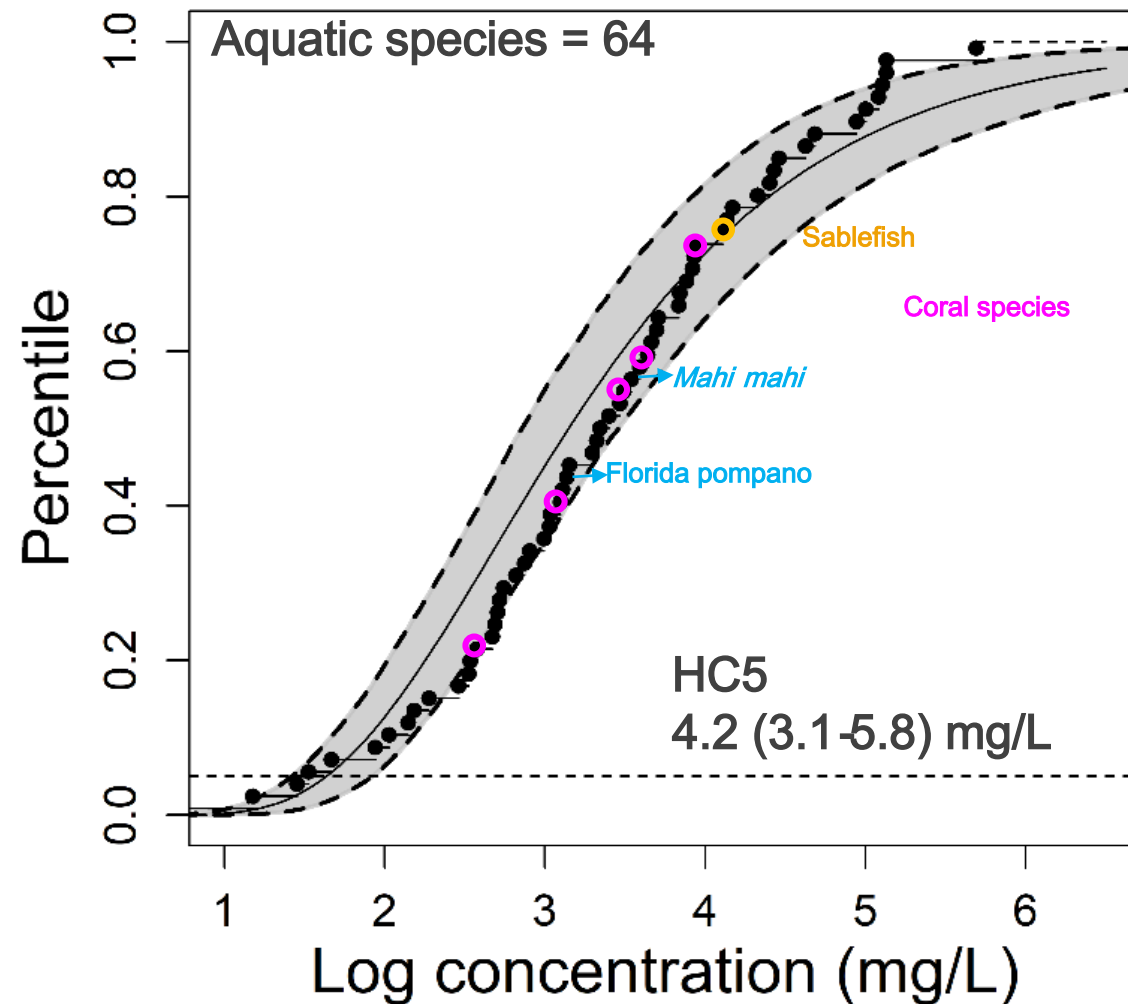 Aquatic species = 64
Sablefish
Coral species
Mahi mahi
Florida pompano
HC5
4.2 (3.1-5.8) mg/L
Percentile
1.0
0.8
0.6
0.4
0.2
0.0
1 2 3 4 5 6
Log concentration (mg/L)